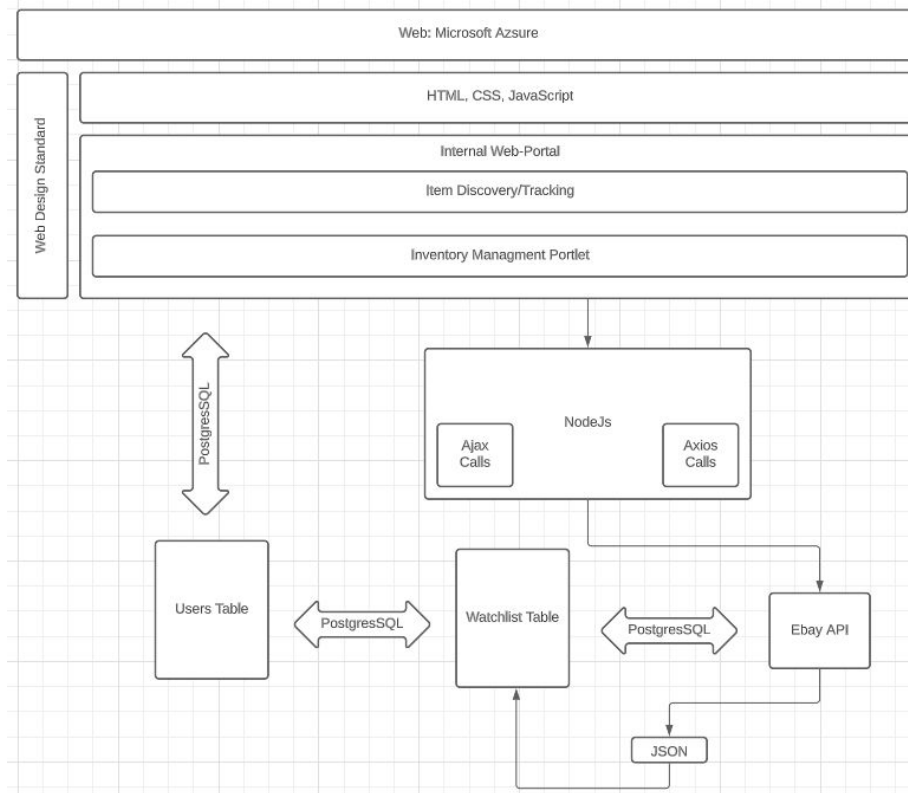 Web: Microsoft Azsure
HTML, CSS, JavaScript
Web Design Standard
Internal Web-Portal
Item Discovery/Tracking
Inventory Managment Portlet
PostgresSQL
NodeJs
Ajax
Calls
Axios
Calls
Users Table
PostgresSQL
Watchlist Table
PostgresSQL
Ebay API
JSON